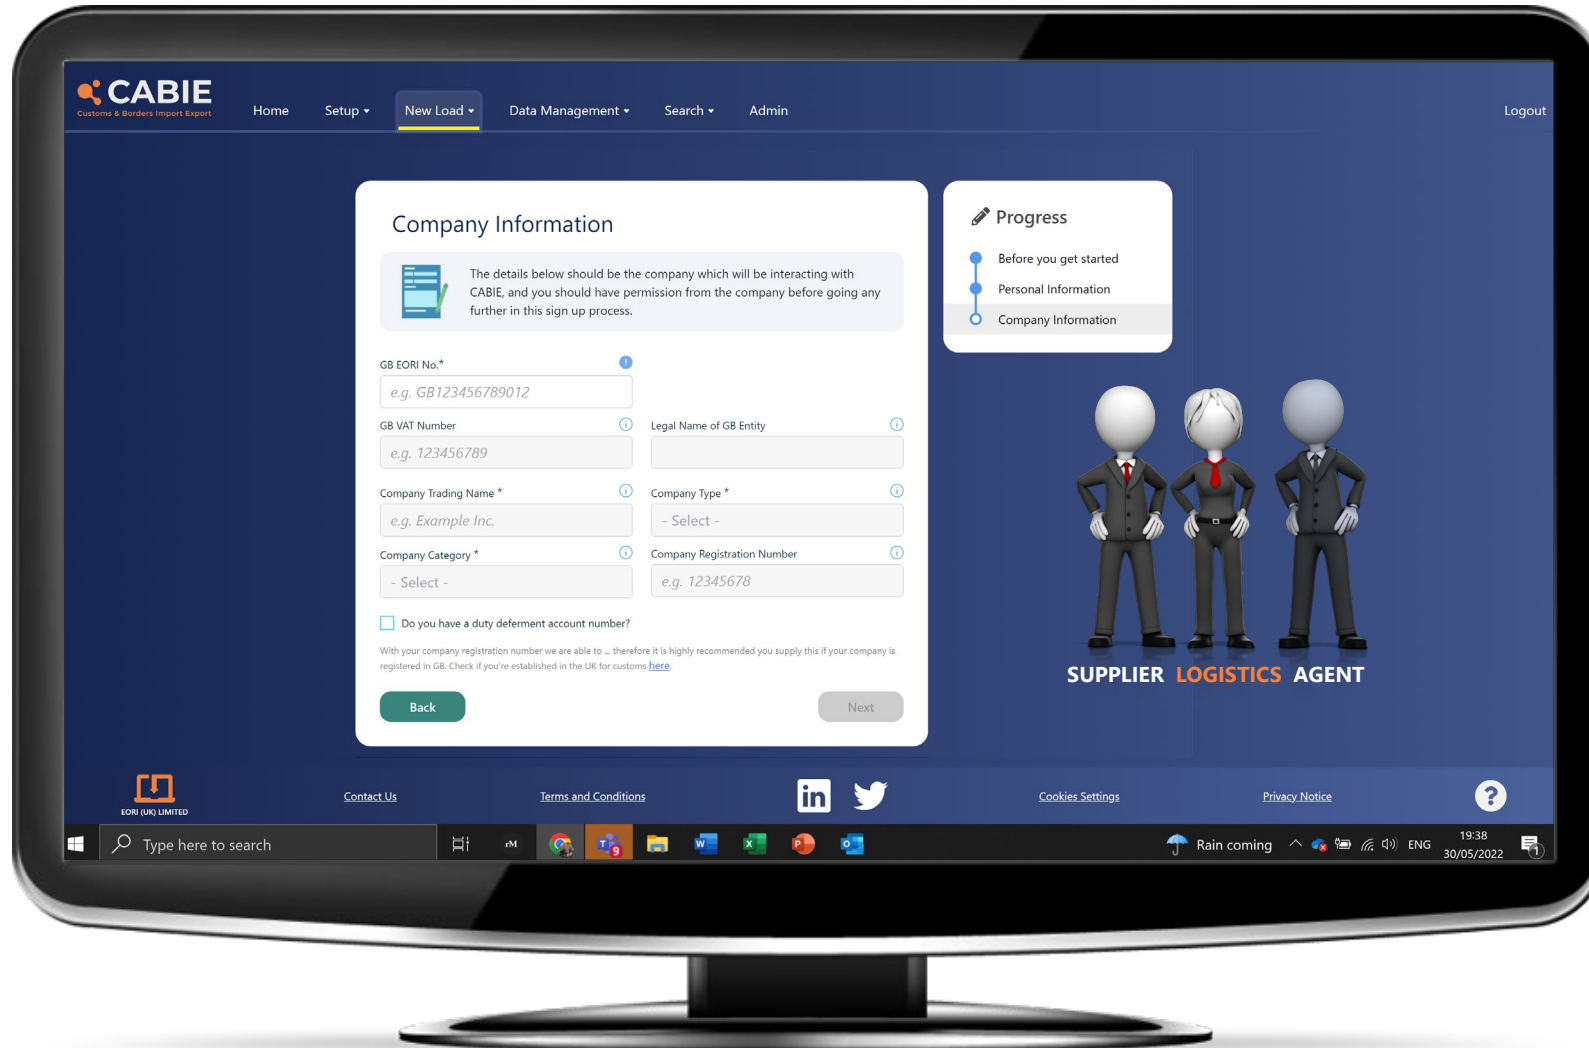 CABIE
Customs & Borders Import Export
Home
Setup
New Load
Data Management
Search
Admin
Logout
Company Information
The details below should be the company which will be interacting with
CABIE, and you should have permission from the company before going any
further in this sign up process.
GB EORI No.*
e.g. GB123456789012
GB VAT Number
Legal Name of GB Entity
e.g. 123456789
Company Trading Name *
Company Type *
e.g. Example Inc.
- Select -
Company Category *
Company Registration Number
- Select -
e.g. 12345678
Do you have a duty deferment account number?
With your company registration number we are able to ... therefore it is highly recommended you supply this if your company is
registered in GB. Check if you're established in the UK for customs here.
Back
Next
Progress
Before you get started
Personal Information
Company Information
SUPPLIER LOGISTICS AGENT
EORI (UK) LIMITED
Contact Us
Terms and Conditions
in
Cookies Settings
Privacy Notice
?
Type here to search
rM
T
9
W
X
P
O
Rain coming
ENG
19:38
30/05/2022
1